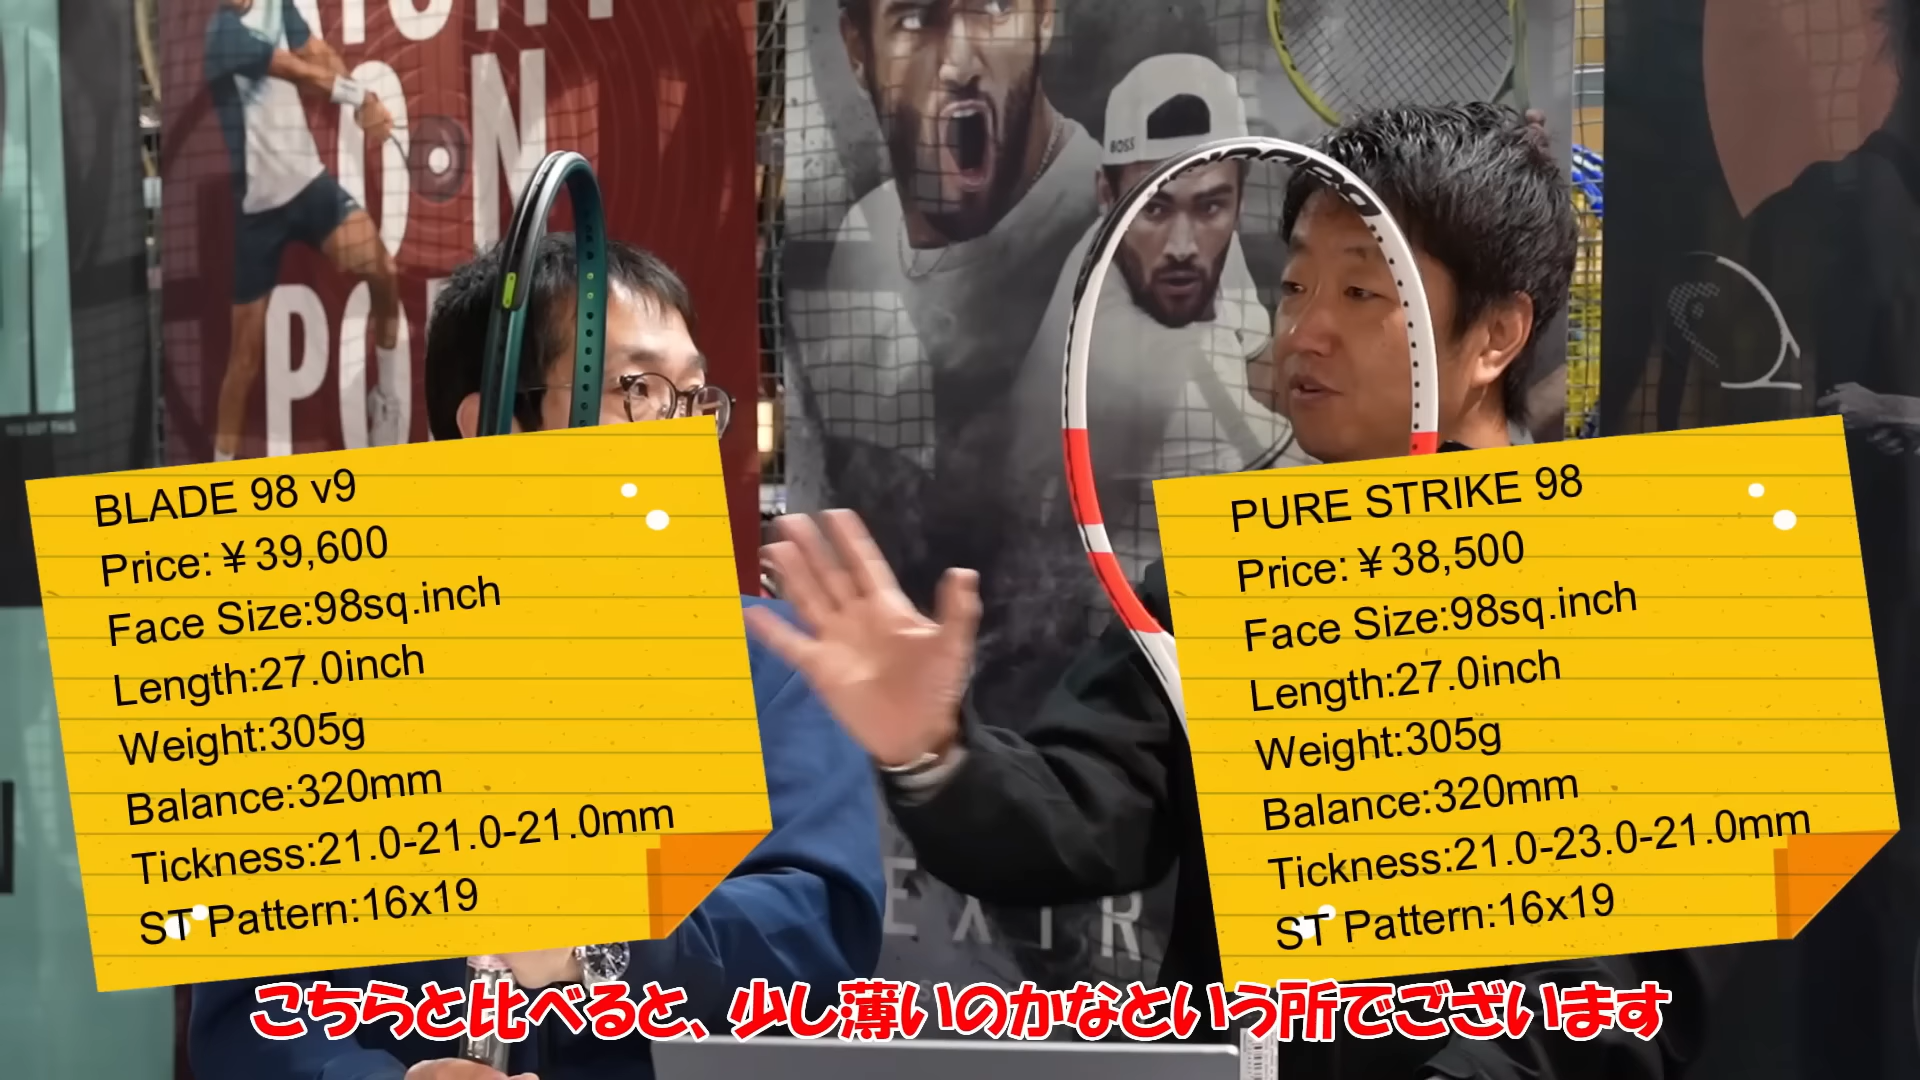 BOSS
BLADE 98 v9
Price:¥39,600
Face Size:98sq.inch
Length:27.0inch
Weight:305g
Balance:320mm
Tickness:21.0-21.0-21.0mm
ST Pattern:16x19
PURE STRIKE 98
Price:¥38,500
Face Size:98sq.inch
Length:27.0inch
Weight:305g
Balance:320mm
Tickness:21.0-23.0-21.0mm
ST Pattern:16x19
こちらと比べると、少し薄いのかなという所でございます